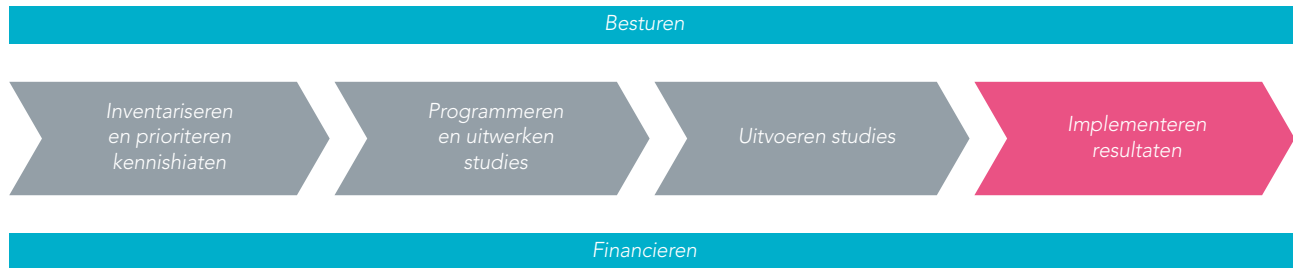 Besturen
Inventariseren
en prioriteren
kennishiaten
Programmeren
en uitwerken
studies
Uitvoeren studies
Implementeren
resultaten
Financieren